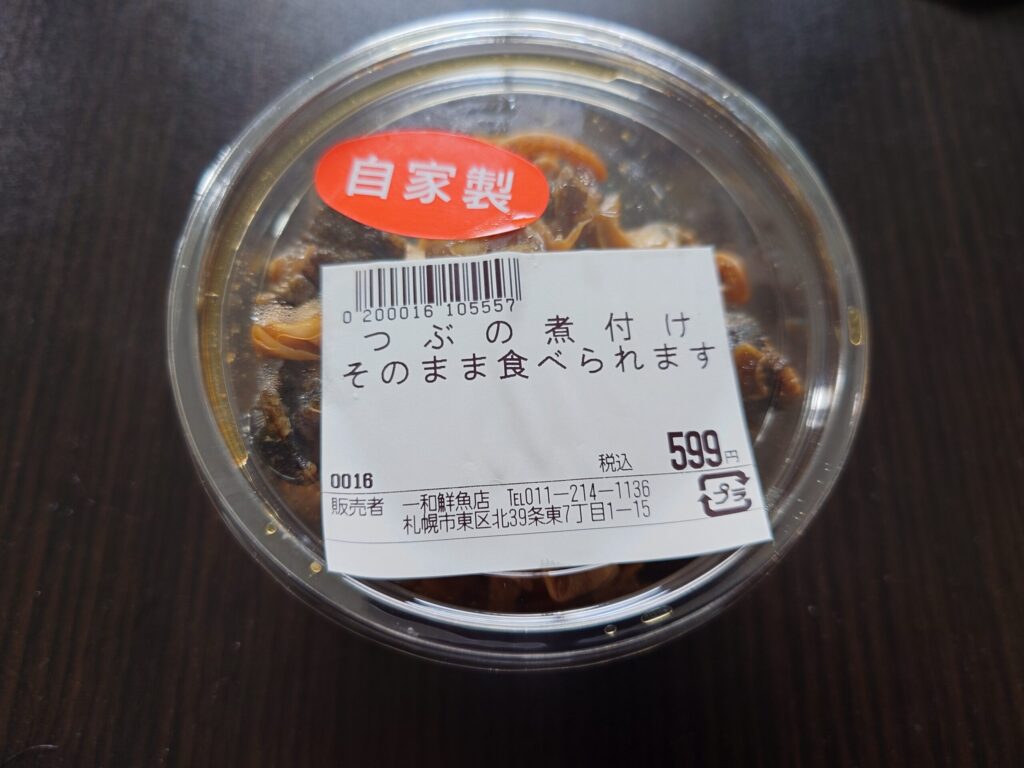 自家製
0 200016 105557
つぶの煮付け
そのまま食べられます
税込 599円
0016
販売者 一和鮮魚店 TEL011-214-1136
札幌市東区北39条東7丁目1-15
プラ